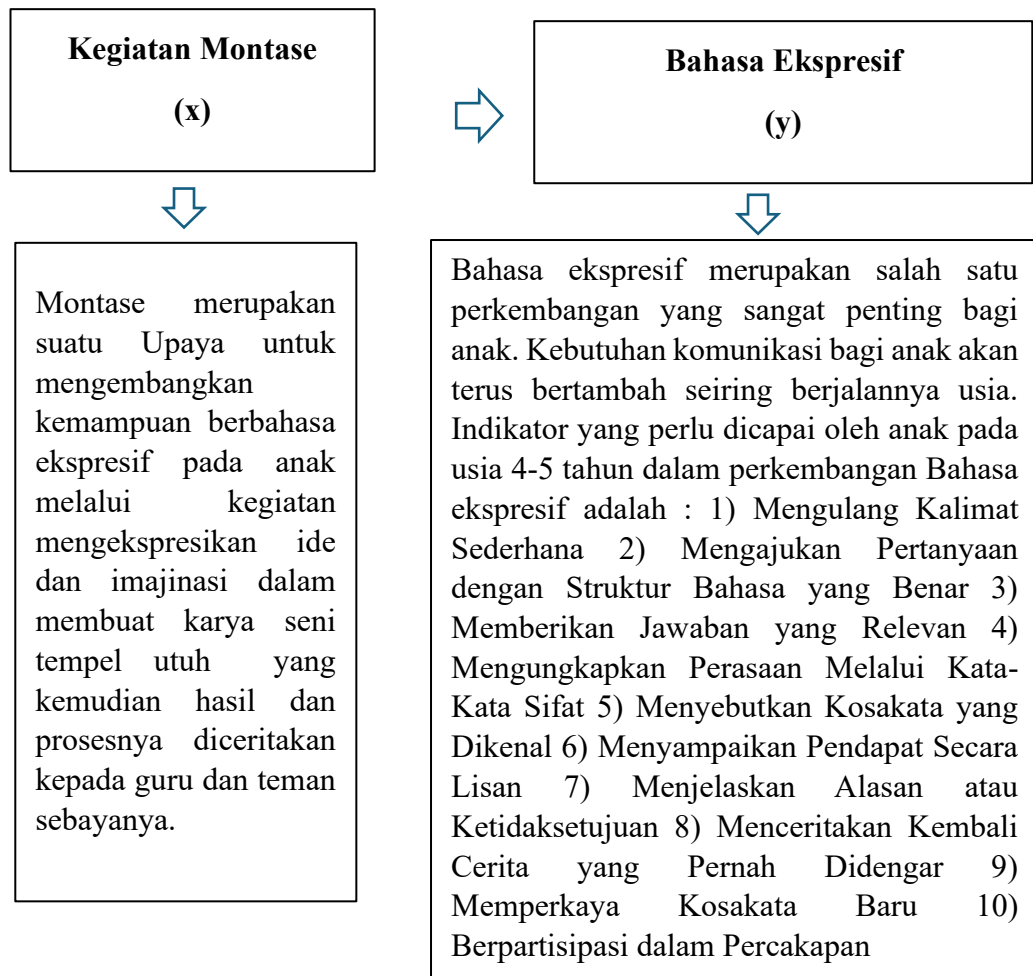 Kegiatan Montase
(x)
Bahasa Ekspresif
(y)
Montase merupakan
suatu Upaya untuk
mengembangkan
kemampuan berbahasa
ekspresif pada anak
melalui kegiatan
mengekspresikan ide
dan imajinasi dalam
membuat karya seni
tempel utuh yang
kemudian hasil dan
prosesnya diceritakan
kepada guru dan teman
sebayanya.
Bahasa ekspresif merupakan salah satu
perkembangan yang sangat penting bagi
anak. Kebutuhan komunikasi bagi anak akan
terus bertambah seiring berjalannya usia.
Indikator yang perlu dicapai oleh anak pada
usia 4-5 tahun dalam perkembangan Bahasa
ekspresif adalah : 1) Mengulang Kalimat
Sederhana 2) Mengajukan Pertanyaan
dengan Struktur Bahasa yang Benar 3)
Memberikan Jawaban yang Relevan 4)
Mengungkapkan Perasaan Melalui Kata-
Kata Sifat 5) Menyebutkan Kosakata yang
Dikenal 6) Menyampaikan Pendapat Secara
Lisan 7) Menjelaskan Alasan atau
Ketidaksetujuan 8) Menceritakan Kembali
Cerita yang Pernah Didengar 9)
Memperkaya Kosakata Baru 10)
Berpartisipasi dalam Percakapan